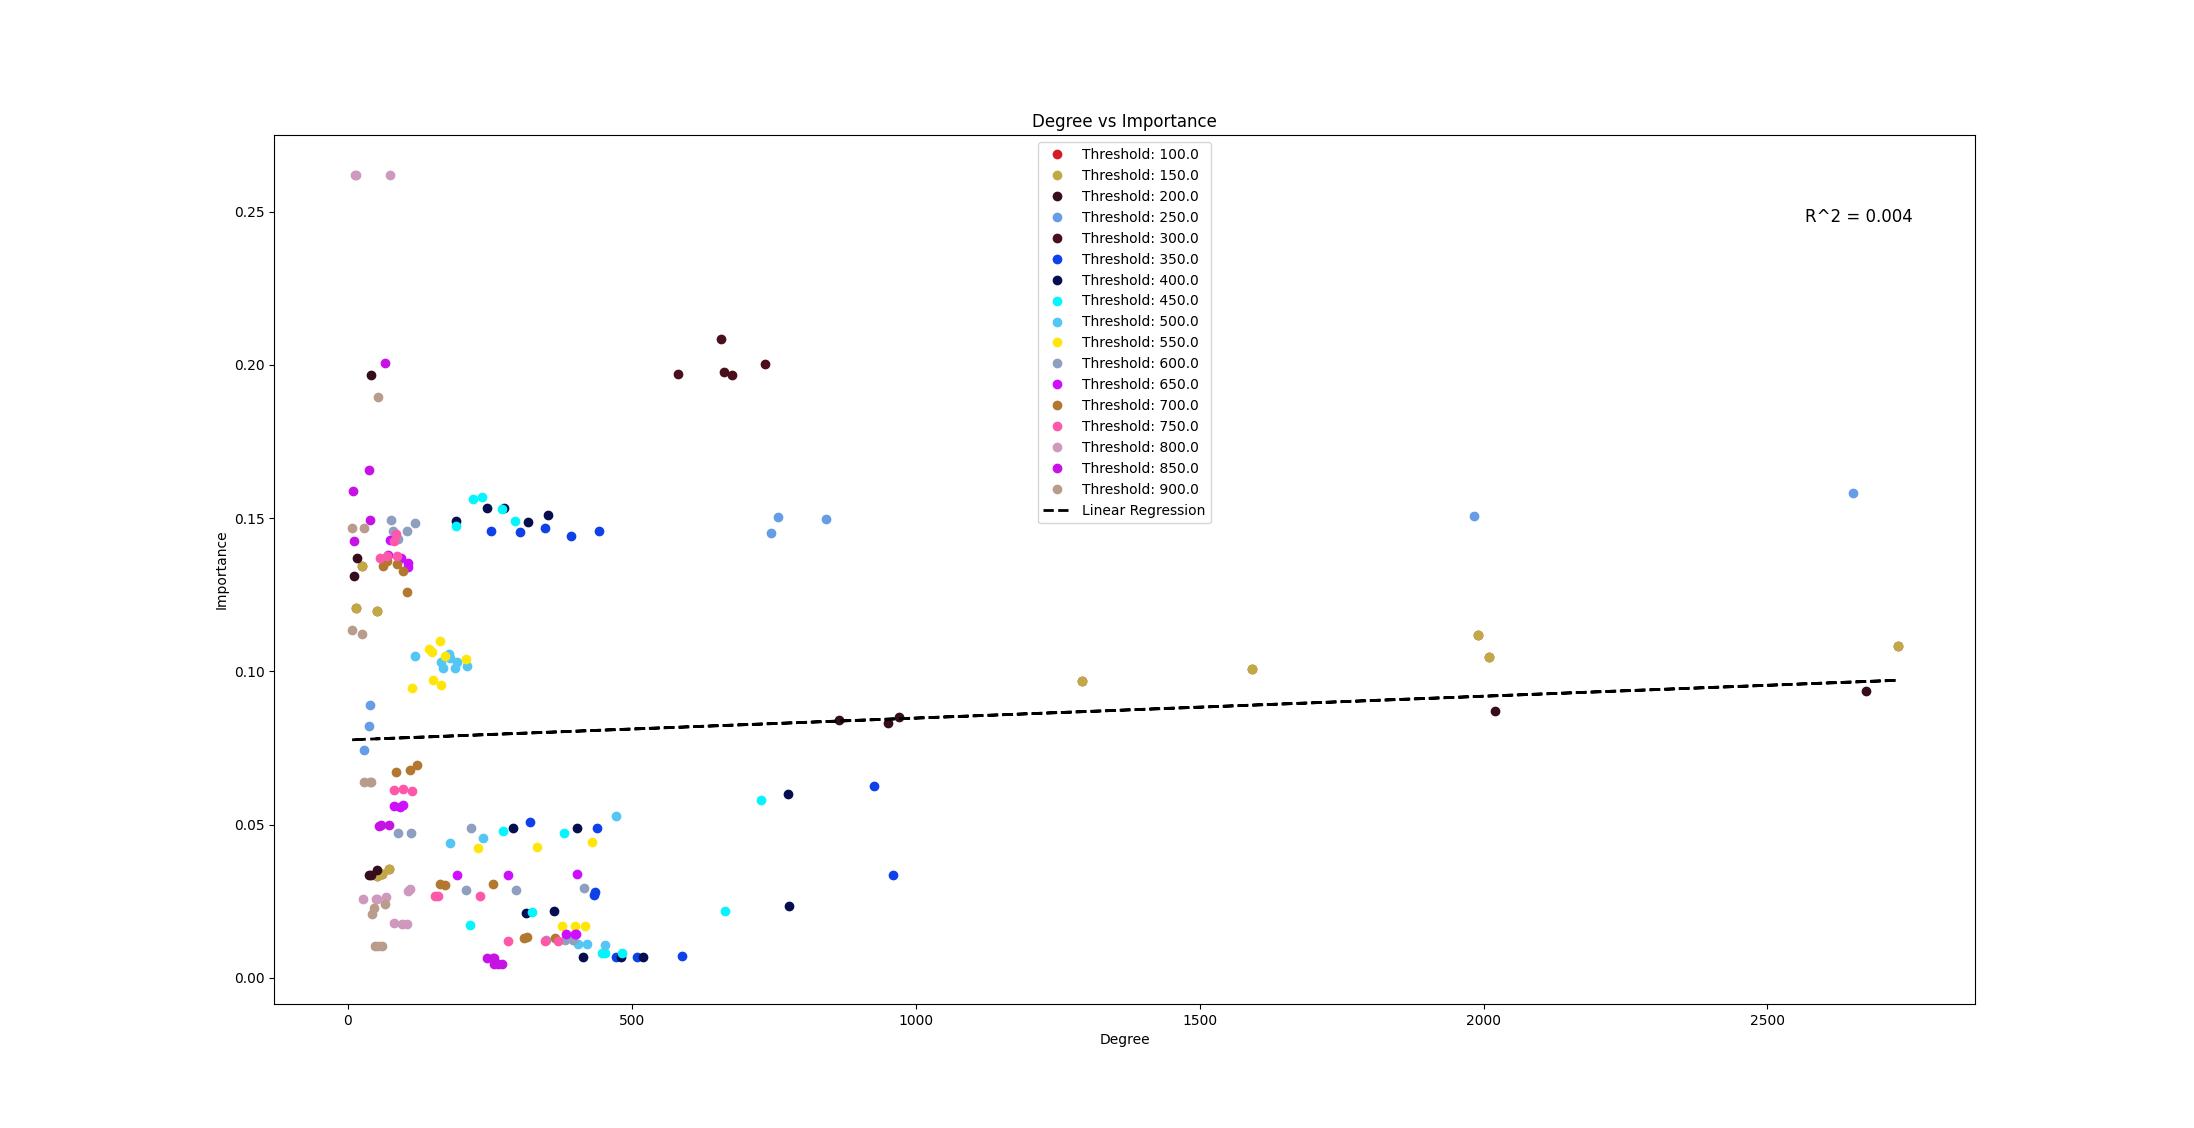 Degree vs Importance
Threshold: 100.0
Threshold: 150.0
Threshold: 200.0
Threshold: 250.0
Threshold: 300.0
Threshold: 350.0
Threshold: 400.0
Threshold: 450.0
Threshold: 500.0
Threshold: 550.0
Threshold: 600.0
Threshold: 650.0
Threshold: 700.0
Threshold: 750.0
Threshold: 800.0
Threshold: 850.0
Threshold: 900.0
Linear Regression
R^2 = 0.004
0.25
0.20
0.15
0.10
0.05
0.00
Importance
0 500 1000 1500 2000 2500
Degree